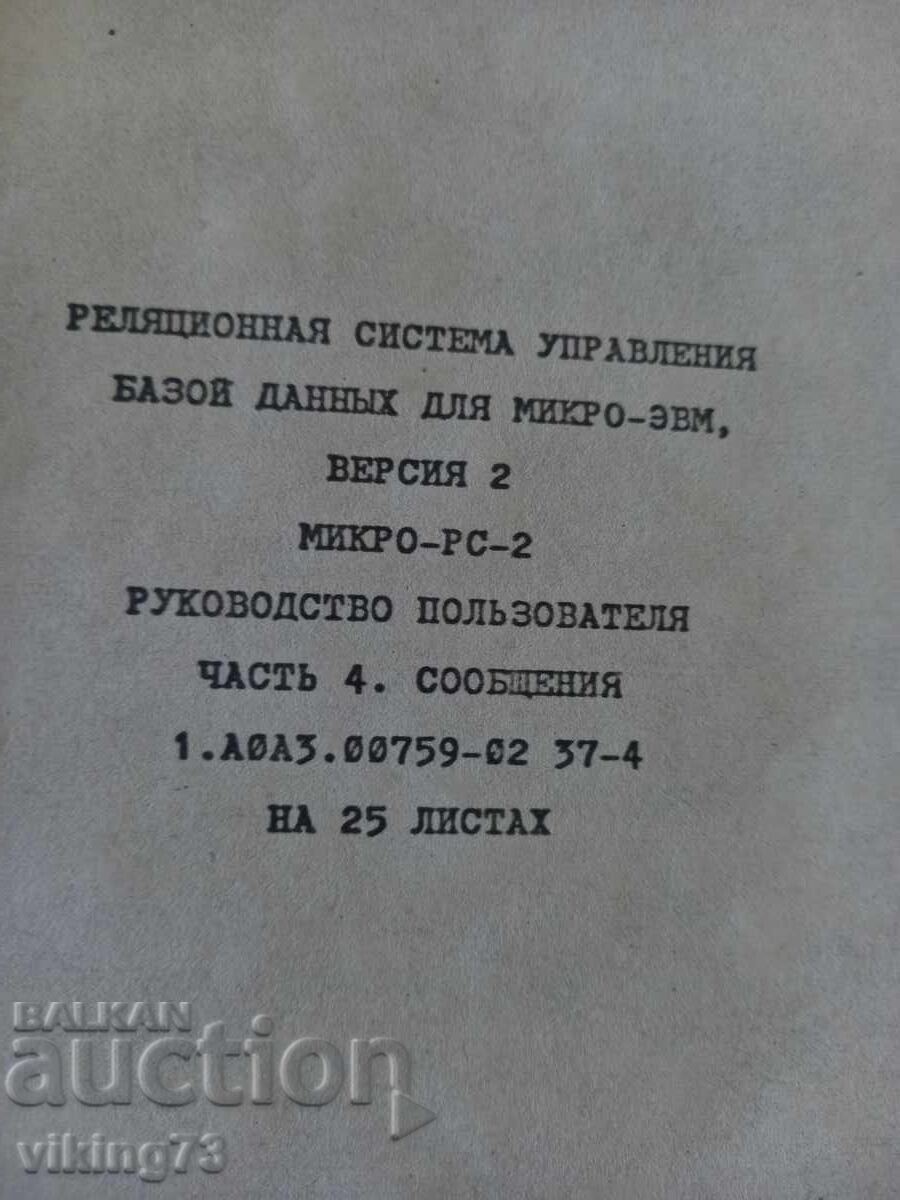 РЕЛЯЦИОННАЯ СИСТЕМА УПРАВЛЕНИЯ
БАЗОЙ ДАННЫХ ДЛЯ МИКРО-ЭВМ,
ВЕРСИЯ 2
МИКРО-РС-2
РУКОВОДСТВО ПОЛЬЗОВАТЕЛЯ
ЧАСТЬ 4. СООБЩЕНИЯ
1.А0А3.00759-02 37-4
НА 25 ЛИСТАХ
BALKAN
auction
viking73